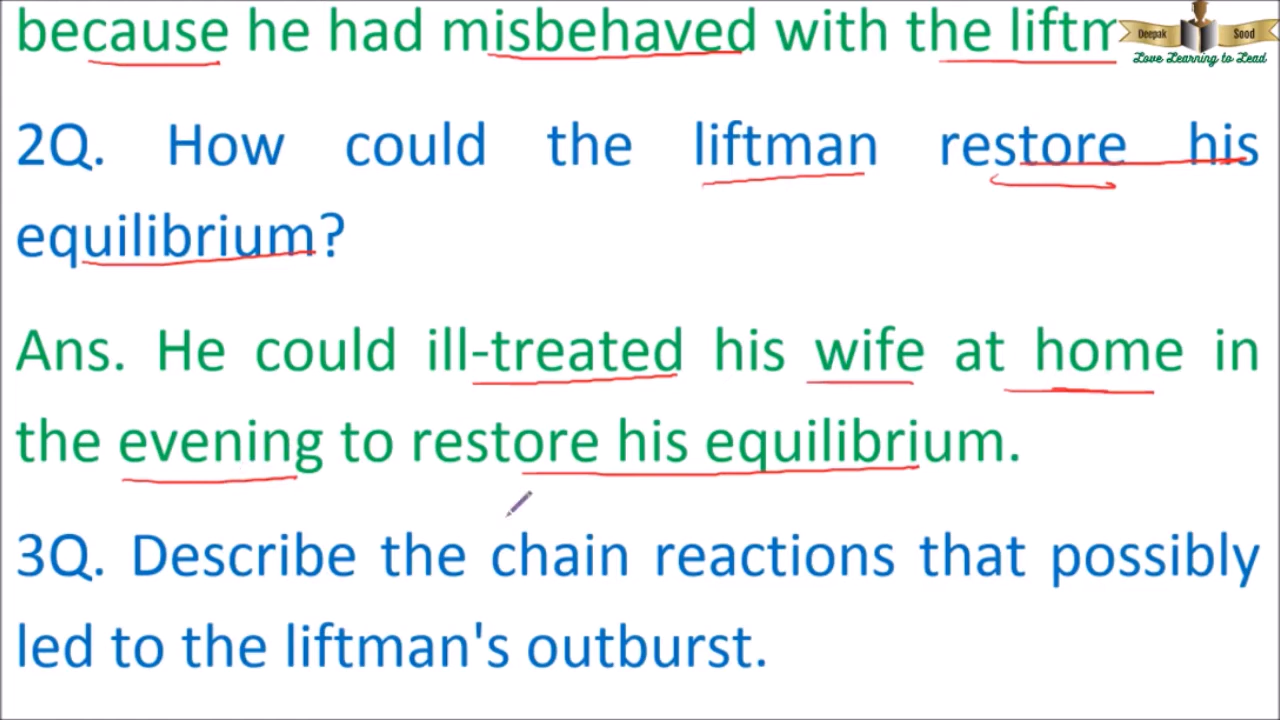 because he had misbehaved with the liftm
Deepak Sood
Love Learning to Lead
2Q. How could the liftman restore his
equilibrium?
Ans. He could ill-treated his wife at home in
the evening to restore his equilibrium.
3Q. Describe the chain reactions that possibly
led to the liftman's outburst.